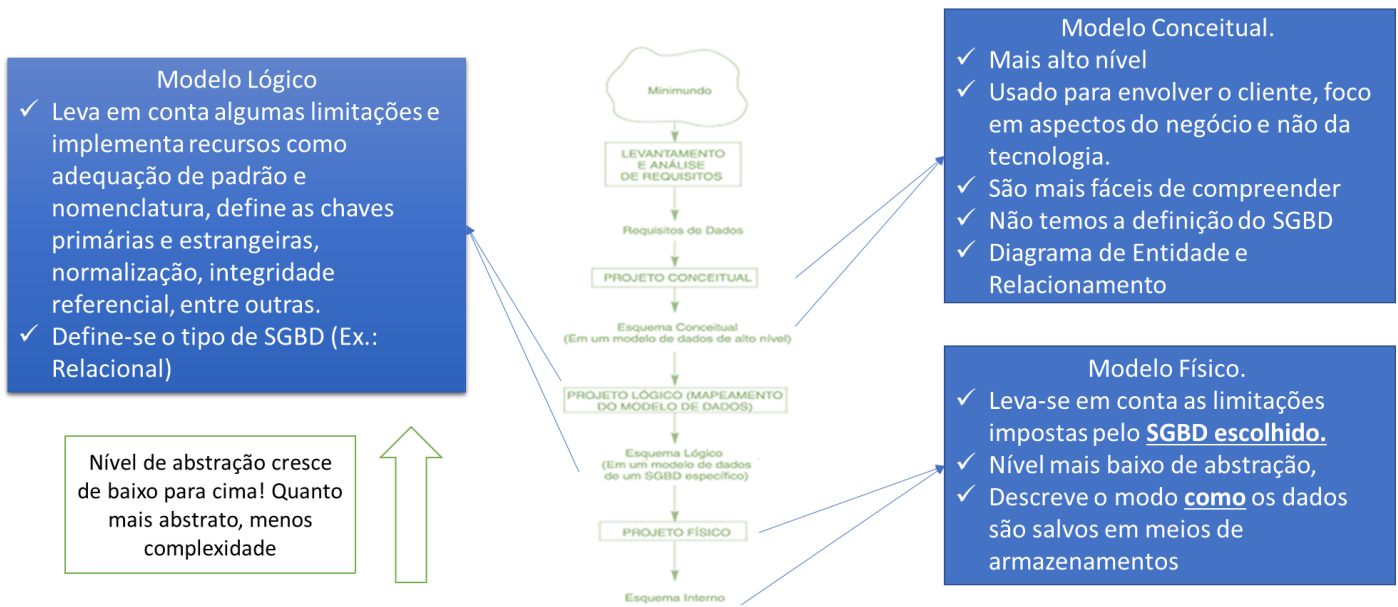 Modelo Lógico
✓ Leva em conta algumas limitações e
implementa recursos como
adequação de padrão e
nomenclatura, define as chaves
primárias e estrangeiras,
normalização, integridade
referencial, entre outras.
✓ Define-se o tipo de SGBD (Ex.:
Relacional)
Nível de abstração cresce
de baixo para cima! Quanto
mais abstrato, menos
complexidade
Minimundo
LEVANTAMENTO
E ANÁLISE
DE REQUISITOS
Requisitos de Dados
PROJETO CONCEITUAL
Esquema Conceitual
(Em um modelo de dados de alto nível)
PROJETO LÓGICO (MAPEAMENTO
DO MODELO DE DADOS)
Esquema Lógico
(Em um modelo de dados
de um SGBD específico)
PROJETO FÍSICO
Esquema Interno
Modelo Conceitual.
✓ Mais alto nível
✓ Usado para envolver o cliente, foco
em aspectos do negócio e não da
tecnologia.
✓ São mais fáceis de compreender
✓ Não temos a definição do SGBD
✓ Diagrama de Entidade e
Relacionamento
Modelo Físico.
✓ Leva-se em conta as limitações
impostas pelo SGBD escolhido.
✓ Nível mais baixo de abstração,
✓ Descreve o modo como os dados
são salvos em meios de
armazenamentos